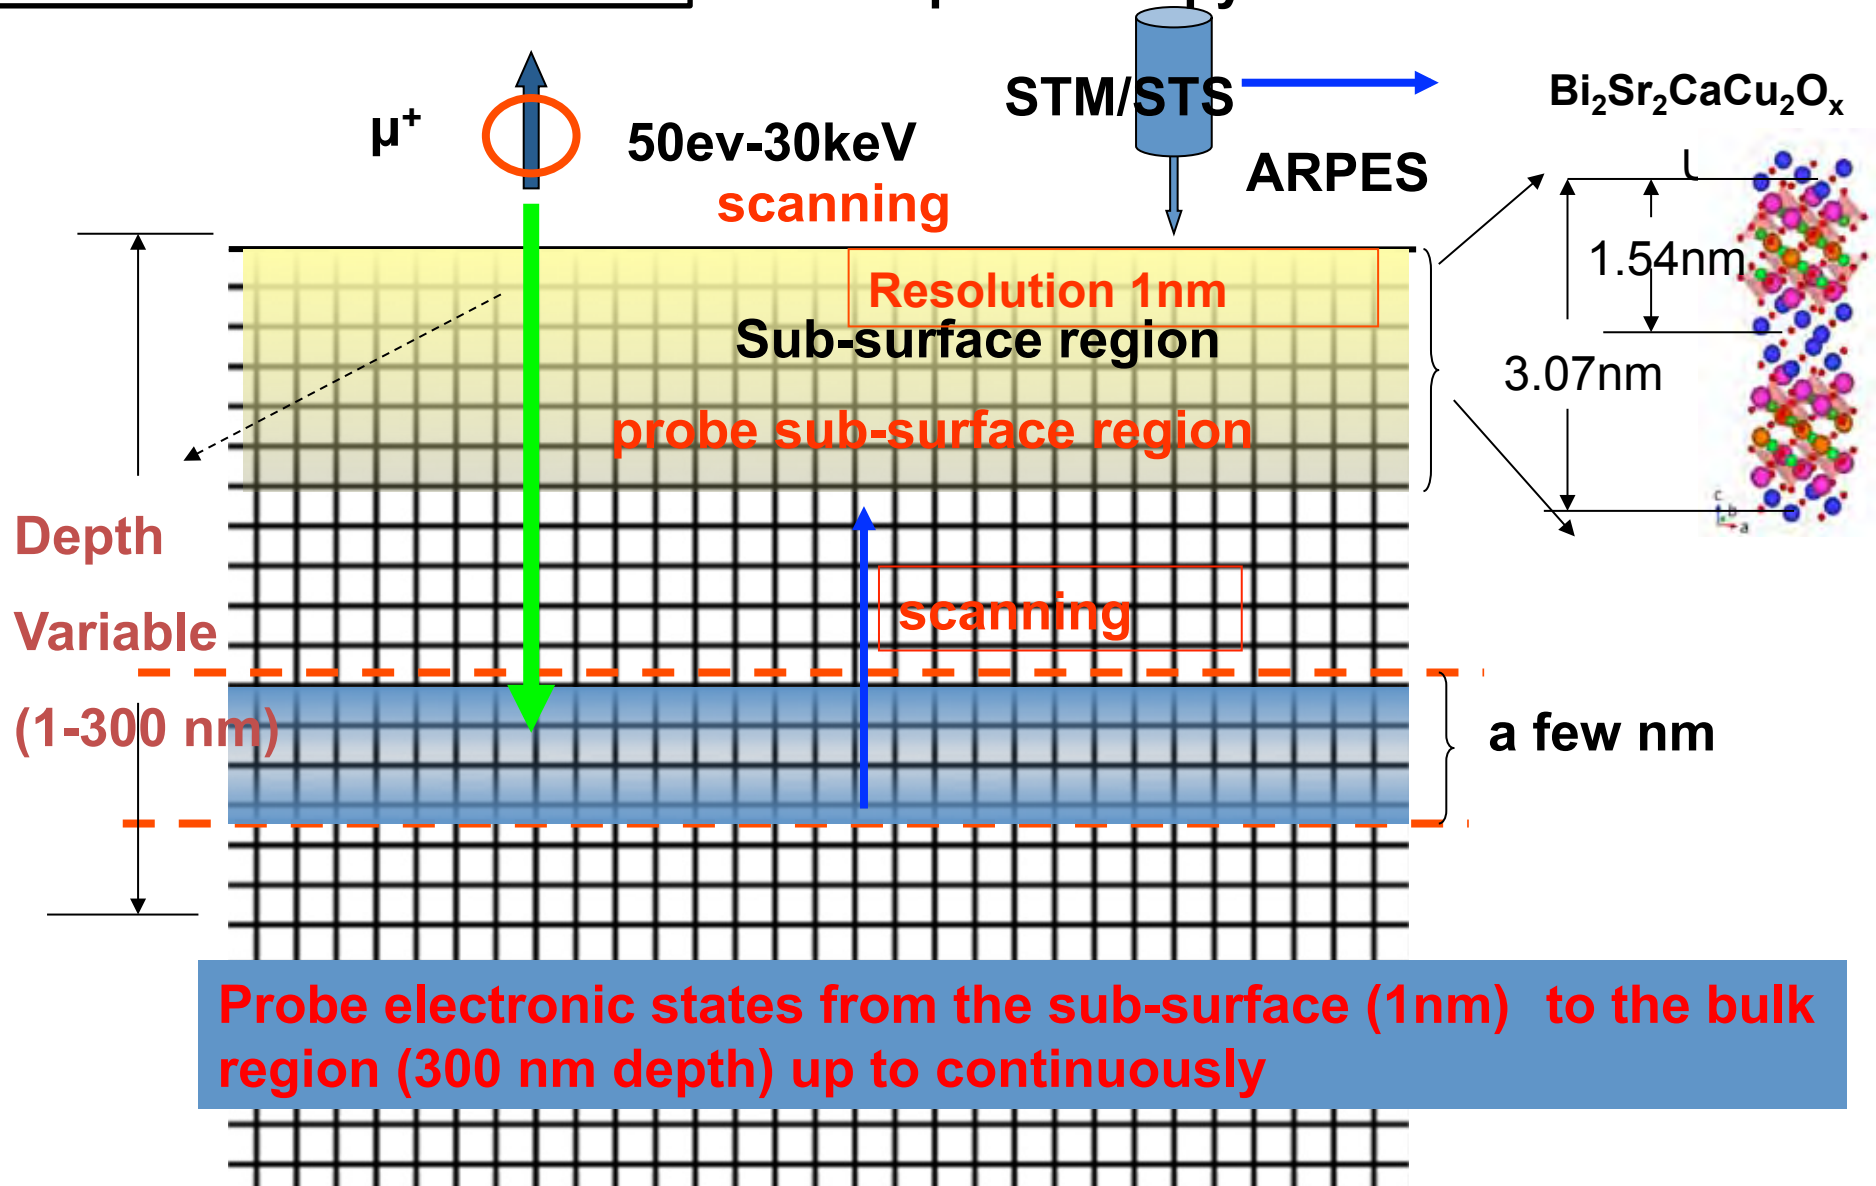 μ⁺
50ev-30keV
scanning
STM/STS
ARPES
Bi₂Sr₂CaCu₂Oₓ
1.54nm
3.07nm
Resolution 1nm
Sub-surface region
probe sub-surface region
Depth
Variable
(1-300 nm)
scanning
a few nm
c
b
a
Probe electronic states from the sub-surface (1nm) to the bulk
region (300 nm depth) up to continuously